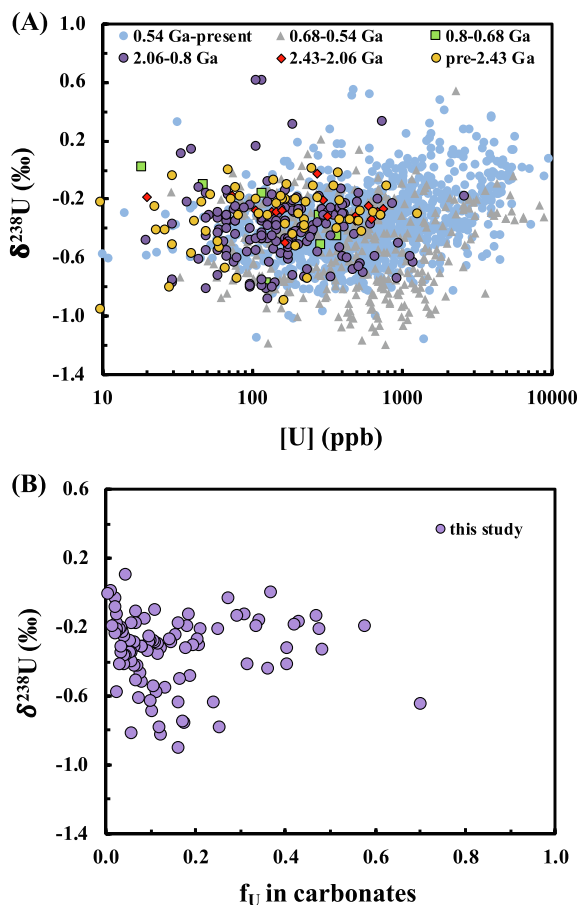 (A)
0.54 Ga-present 0.68-0.54 Ga 0.8-0.68 Ga
2.06-0.8 Ga 2.43-2.06 Ga pre-2.43 Ga
1.0
0.6
0.2
-0.2
-0.6
-1.0
-1.4
δ²³⁸U (‰)
10 100 1000 10000
[U] (ppb)
(B)
0.6
0.2
-0.2
-0.6
-1.0
-1.4
δ²³⁸U (‰)
this study
0.0 0.2 0.4 0.6 0.8 1.0
f_U in carbonates